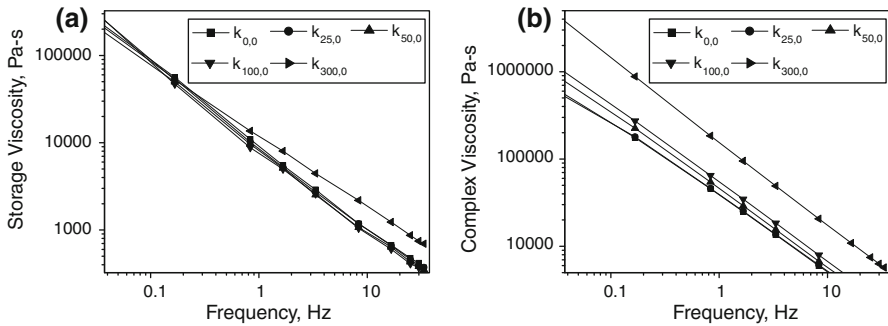 (a)
k0,0 k25,0 k50,0
k100,0 k300,0
Storage Viscosity, Pa-s
100000
10000
1000
0.1 1 10
Frequency, Hz
(b)
k0,0 k25,0 k50,0
k100,0 k300,0
Complex Viscosity, Pa-s
1000000
100000
10000
0.1 1 10
Frequency, Hz